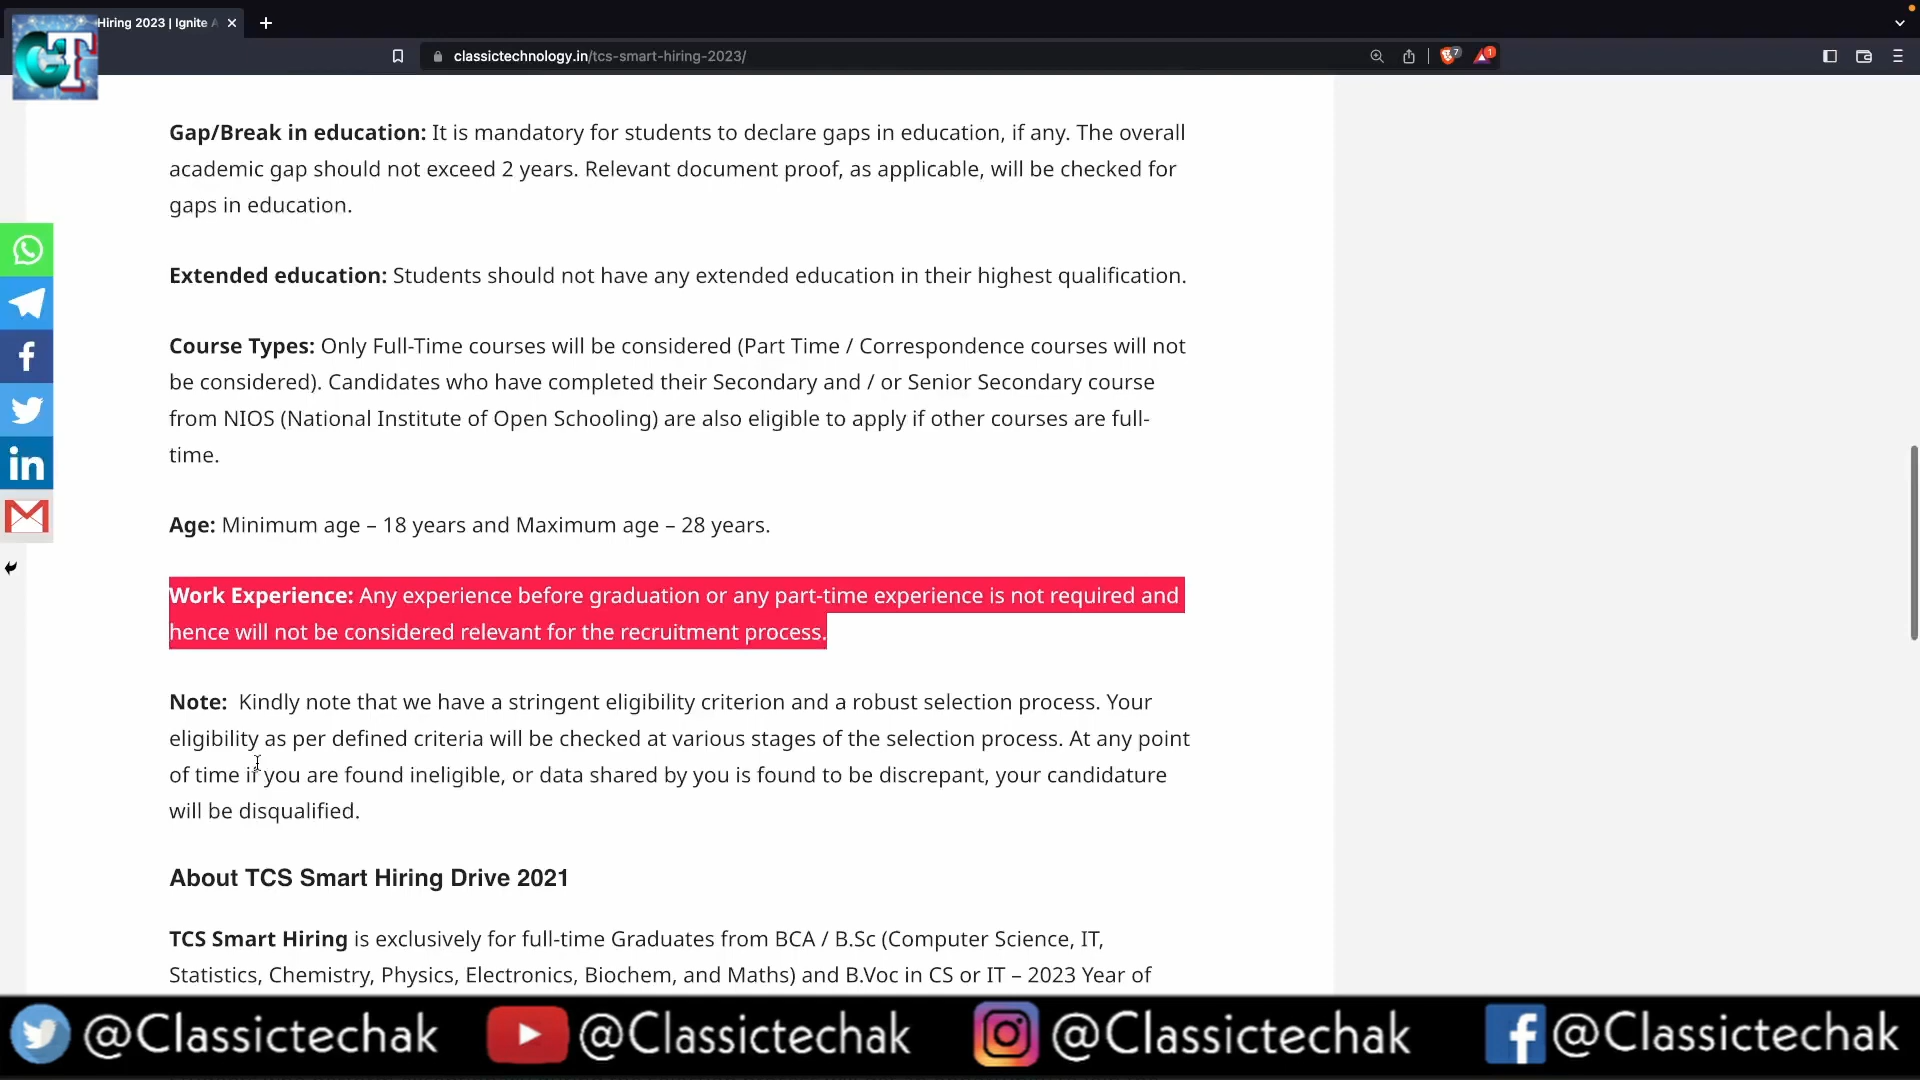 Hiring 2023 | Ignite A
CT
classictechnology.in/tcs-smart-hiring-2023/
7
1
Gap/Break in education: It is mandatory for students to declare gaps in education, if any. The overall
academic gap should not exceed 2 years. Relevant document proof, as applicable, will be checked for
gaps in education.
Extended education: Students should not have any extended education in their highest qualification.
Course Types: Only Full-Time courses will be considered (Part Time / Correspondence courses will not
be considered). Candidates who have completed their Secondary and / or Senior Secondary course
from NIOS (National Institute of Open Schooling) are also eligible to apply if other courses are full-
time.
Age: Minimum age – 18 years and Maximum age – 28 years.
Work Experience: Any experience before graduation or any part-time experience is not required and
hence will not be considered relevant for the recruitment process.
Note:  Kindly note that we have a stringent eligibility criterion and a robust selection process. Your
eligibility as per defined criteria will be checked at various stages of the selection process. At any point
of time if you are found ineligible, or data shared by you is found to be discrepant, your candidature
will be disqualified.
About TCS Smart Hiring Drive 2021
TCS Smart Hiring is exclusively for full-time Graduates from BCA / B.Sc (Computer Science, IT,
Statistics, Chemistry, Physics, Electronics, Biochem, and Maths) and B.Voc in CS or IT – 2023 Year of
@Classictechak @Classictechak @Classictechak @Classictechak